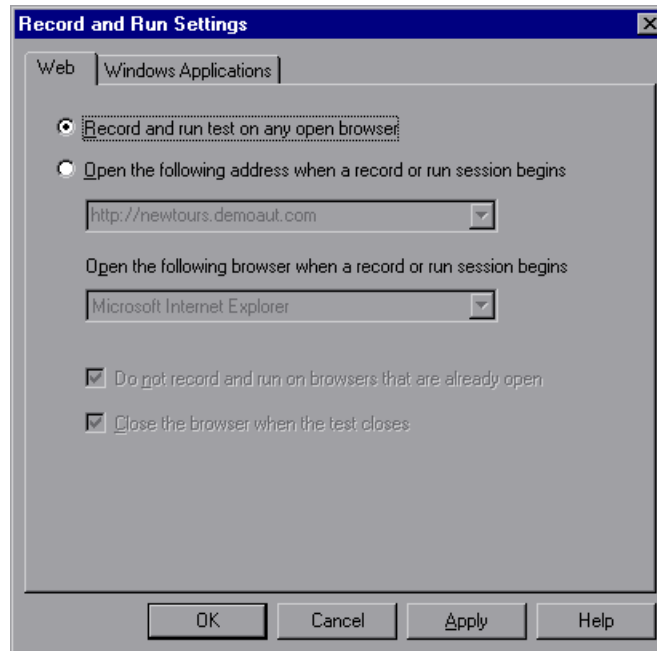 Record and Run Settings
Web
Windows Applications
Record and run test on any open browser
Open the following address when a record or run session begins
http://newtours.demoaut.com
Open the following browser when a record or run session begins
Microsoft Internet Explorer
Do not record and run on browsers that are already open
Close the browser when the test closes
OK Cancel Apply Help